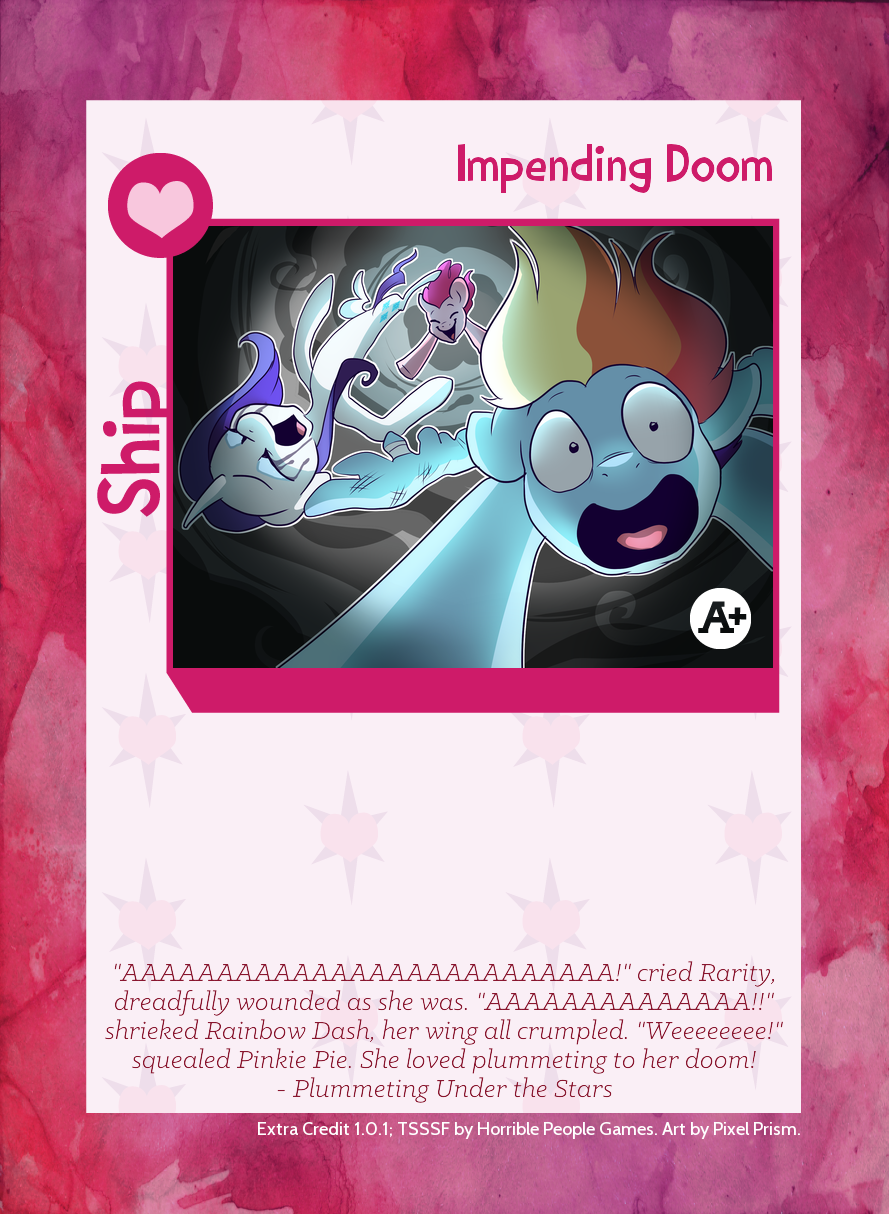 Impending Doom
Ship
A+
"AAAAAAAAAAAAAAAAAAAAAAAAAA!" cried Rarity,
dreadfully wounded as she was. "AAAAAAAAAAAAAA!!"
shrieked Rainbow Dash, her wing all crumpled. "Weeeeeeee!"
squealed Pinkie Pie. She loved plummeting to her doom!
- Plummeting Under the Stars
Extra Credit 1.0.1; TSSSF by Horrible People Games. Art by Pixel Prism.